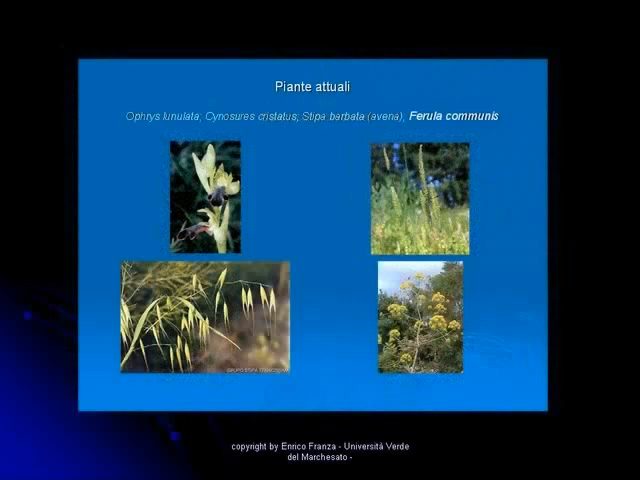 Piante attuali
Ophrys lunulata; Cynosures cristatus; Stipa barbata (avena); Ferula communis
copyright by Enrico Franza - Università Verde
del Marchesato -